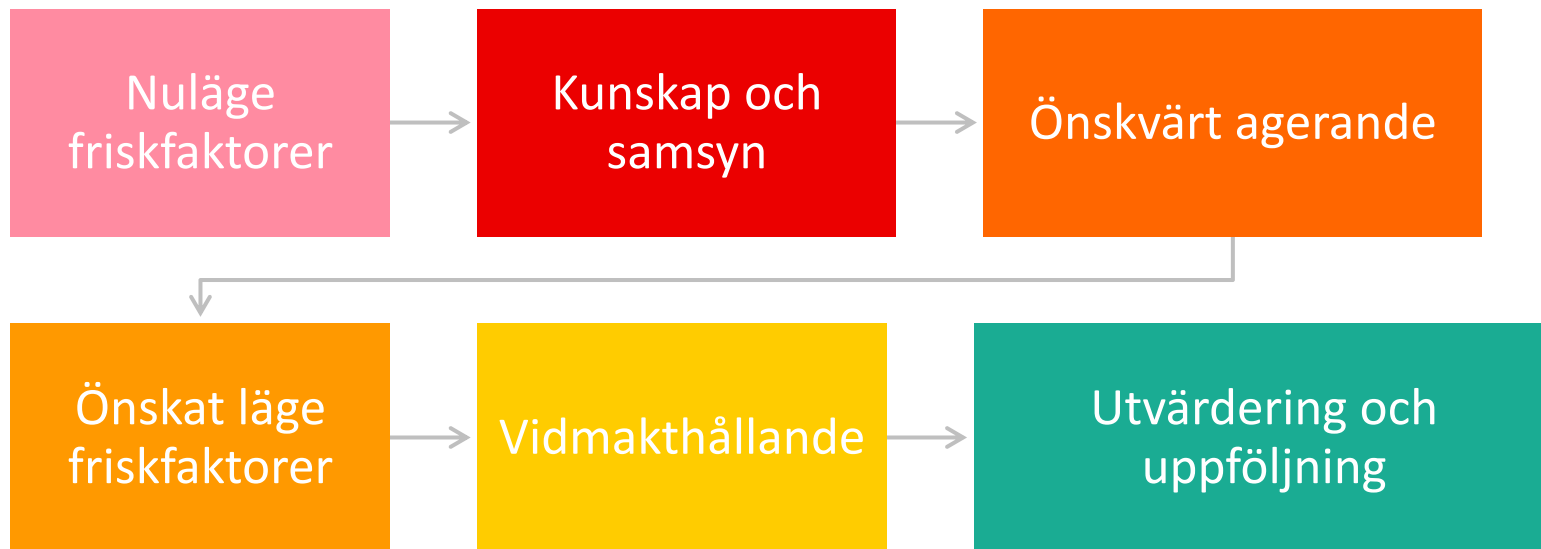 Nuläge
friskfaktorer
Kunskap och
samsyn
Önskvärt agerande
Önskat läge
friskfaktorer
Vidmakthållande
Utvärdering och
uppföljning